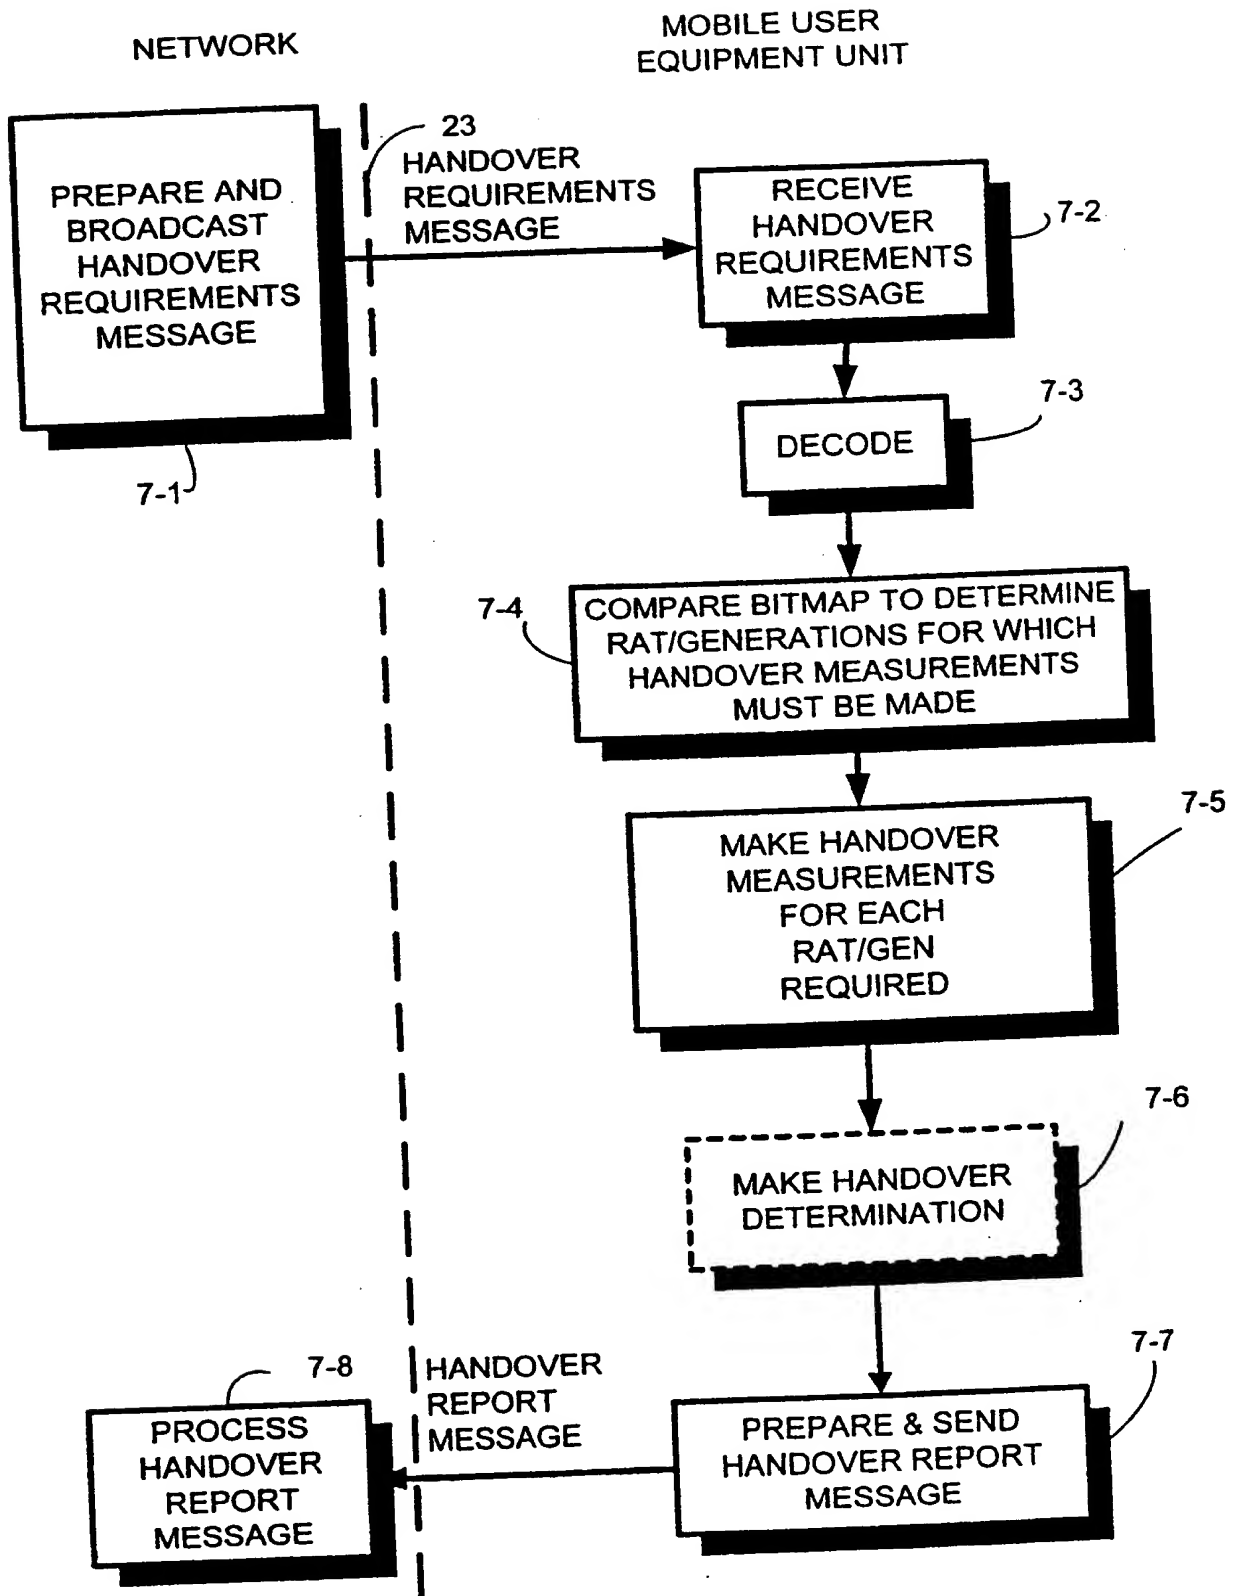 NETWORK
MOBILE USER
EQUIPMENT UNIT
PREPARE AND
BROADCAST
HANDOVER
REQUIREMENTS
MESSAGE
7-1
23
HANDOVER
REQUIREMENTS
MESSAGE
RECEIVE
HANDOVER
REQUIREMENTS
MESSAGE
7-2
DECODE
7-3
7-4
COMPARE BITMAP TO DETERMINE
RAT/GENERATIONS FOR WHICH
HANDOVER MEASUREMENTS
MUST BE MADE
7-5
MAKE HANDOVER
MEASUREMENTS
FOR EACH
RAT/GEN
REQUIRED
7-6
MAKE HANDOVER
DETERMINATION
7-7
PREPARE & SEND
HANDOVER REPORT
MESSAGE
HANDOVER
REPORT
MESSAGE
7-8
PROCESS
HANDOVER
REPORT
MESSAGE